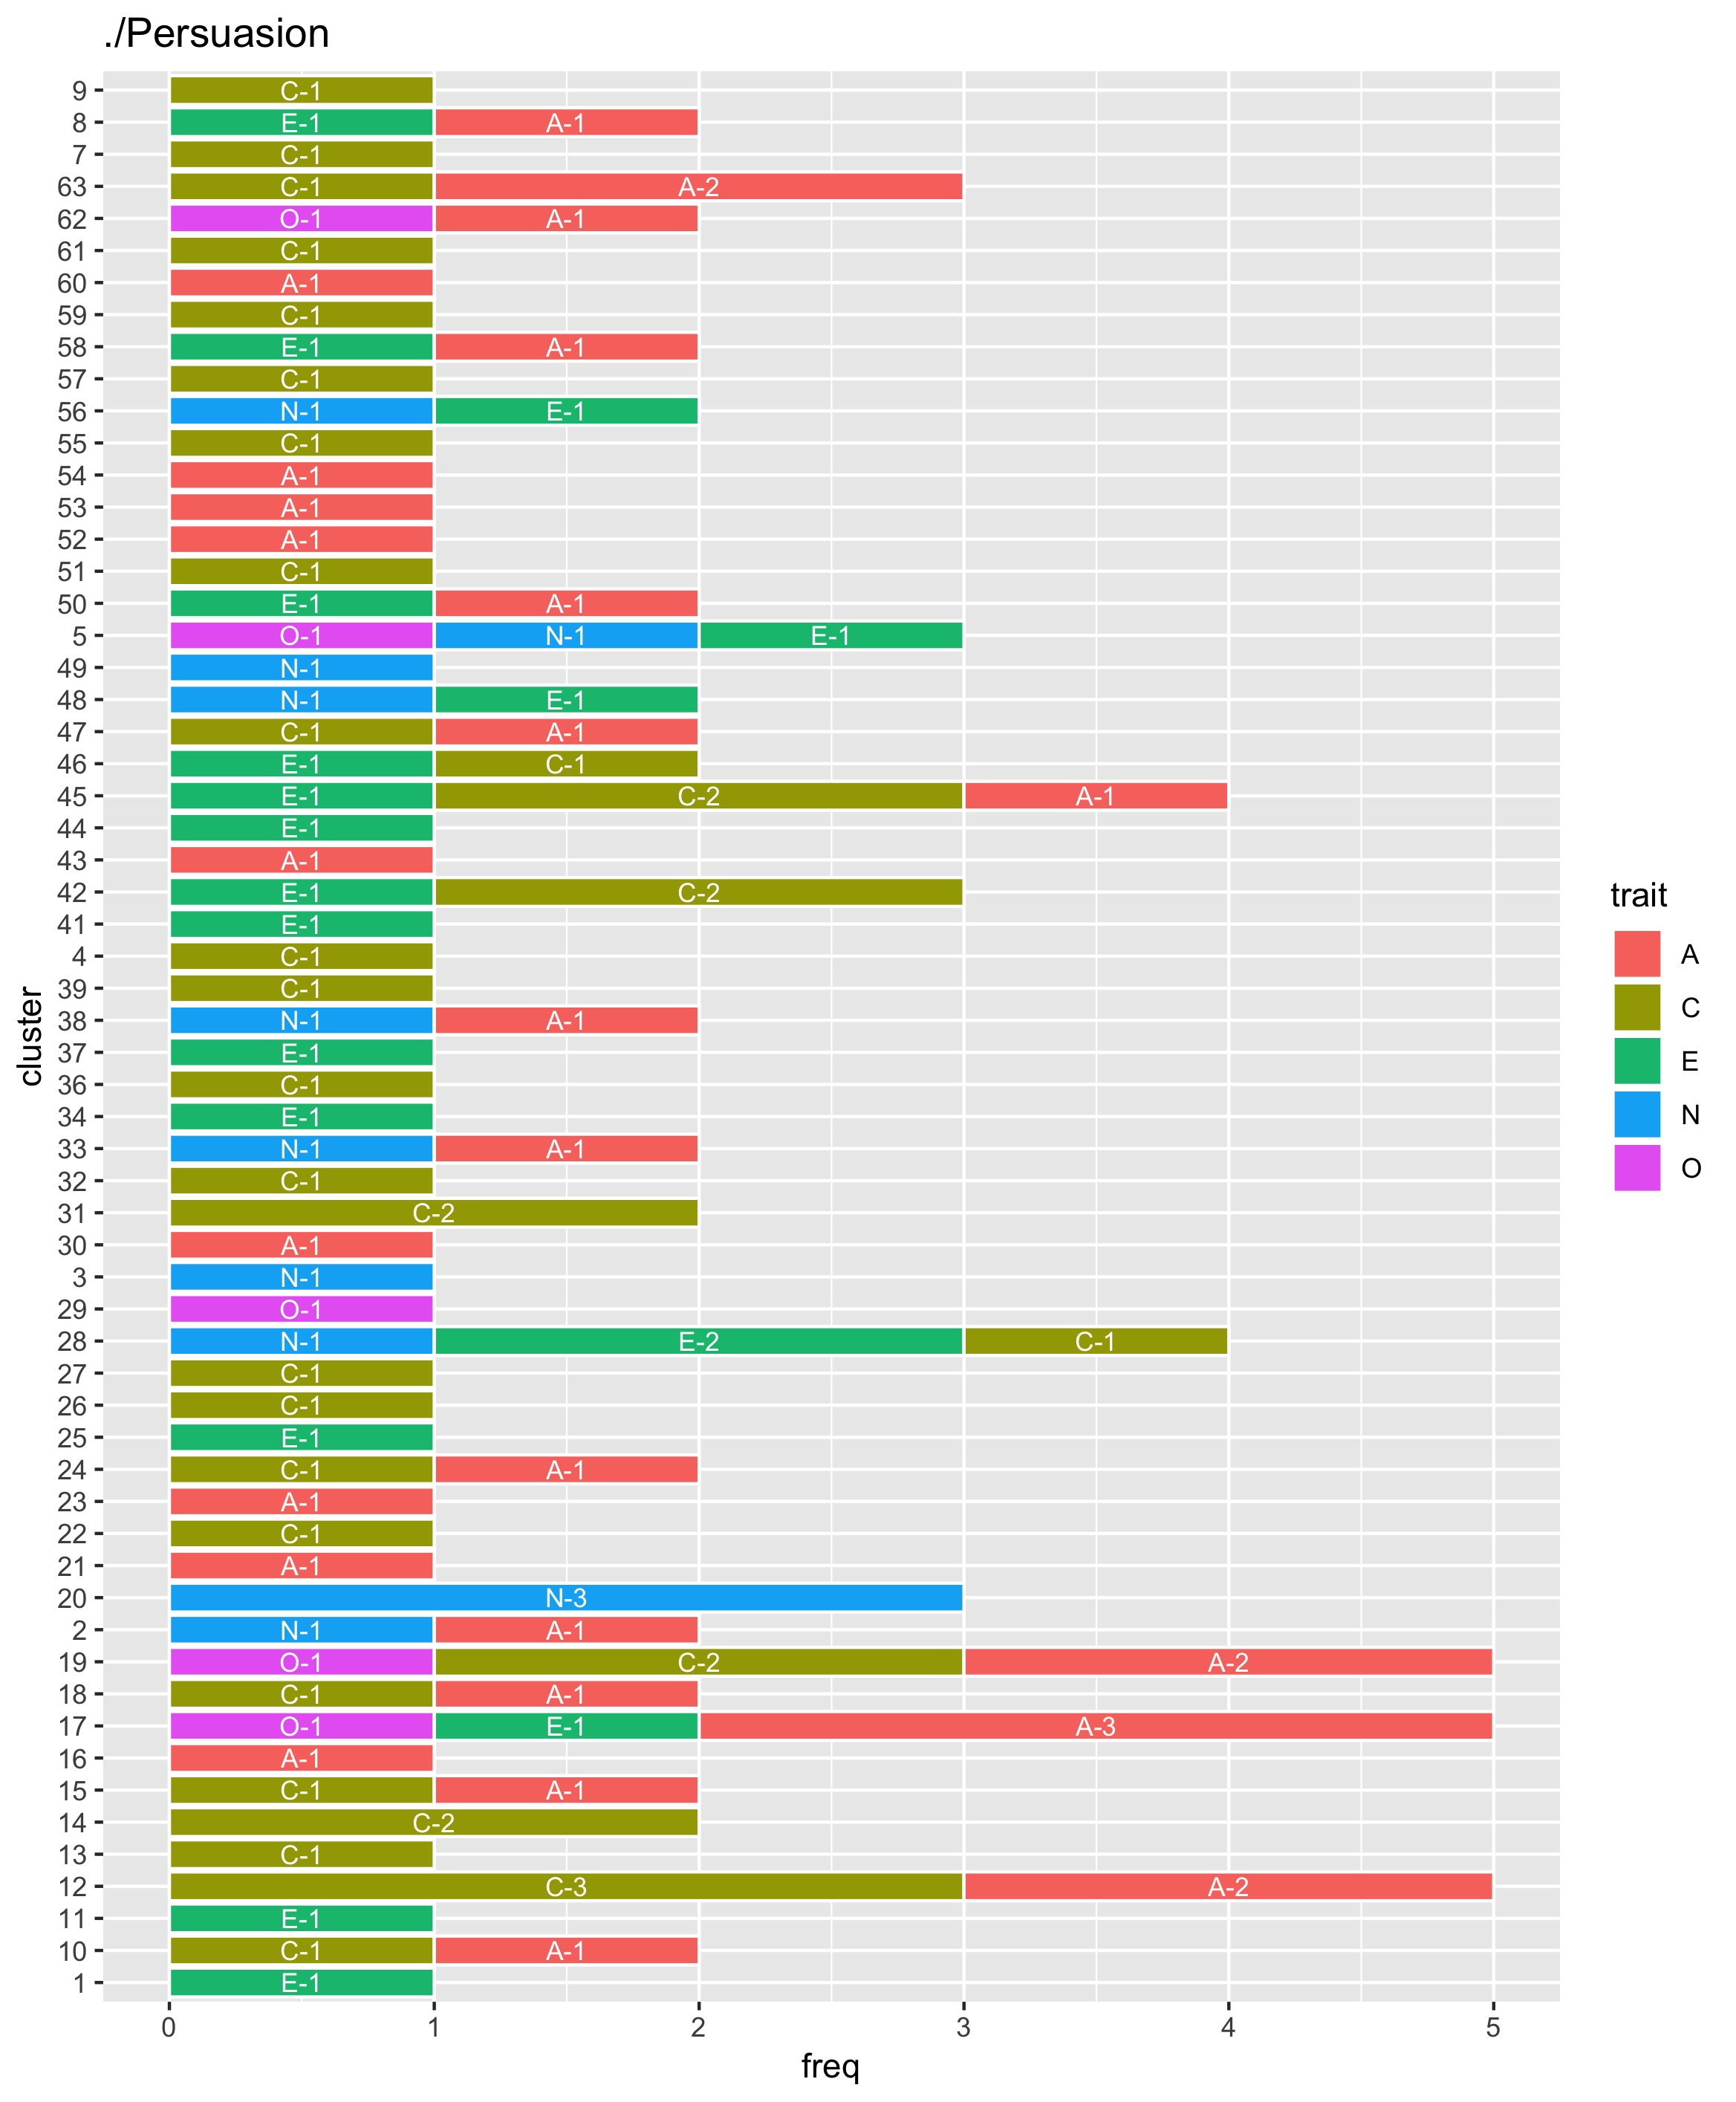 ./Persuasion
9 C-1
8 E-1 A-1
7 C-1
63 C-1 A-2
62 O-1 A-1
61 C-1
60 A-1
59 C-1
58 E-1 A-1
57 C-1
56 N-1 E-1
55 C-1
54 A-1
53 A-1
52 A-1
51 C-1
50 E-1 A-1
5 O-1 N-1 E-1
49 N-1
48 N-1 E-1
47 C-1 A-1
46 E-1 C-1
45 E-1 C-2 A-1
44 E-1
43 A-1
42 E-1 C-2
41 E-1
4 C-1
39 C-1
38 N-1 A-1
37 E-1
36 C-1
34 E-1
33 N-1 A-1
32 C-1
31 C-2
30 A-1
3 N-1
29 O-1
28 N-1 E-2 C-1
27 C-1
26 C-1
25 E-1
24 C-1 A-1
23 A-1
22 C-1
21 A-1
20 N-3
2 N-1 A-1
19 O-1 C-2 A-2
18 C-1 A-1
17 O-1 E-1 A-3
16 A-1
15 C-1 A-1
14 C-2
13 C-1
12 C-3 A-2
11 E-1
10 C-1 A-1
1 E-1
0 1 2 3 4 5
freq
cluster
trait
A
C
E
N
O